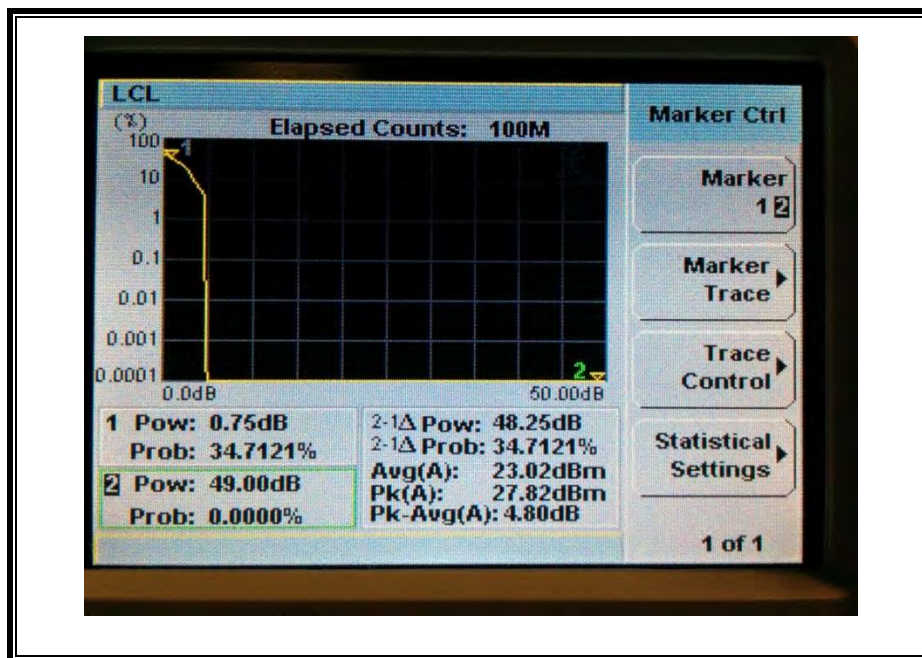 LCL
(%)
Elapsed Counts: 100M
100
10
1
0.1
0.01
0.001
0.0001
1
2
0.0dB 50.00dB
1 Pow: 0.75dB
Prob: 34.7121%
2 Pow: 49.00dB
Prob: 0.0000%
2-1Δ Pow: 48.25dB
2-1Δ Prob: 34.7121%
Avg(A): 23.02dBm
Pk(A): 27.82dBm
Pk-Avg(A): 4.80dB
Marker Ctrl
Marker
1 2
Marker
Trace
Trace
Control
Statistical
Settings
1 of 1